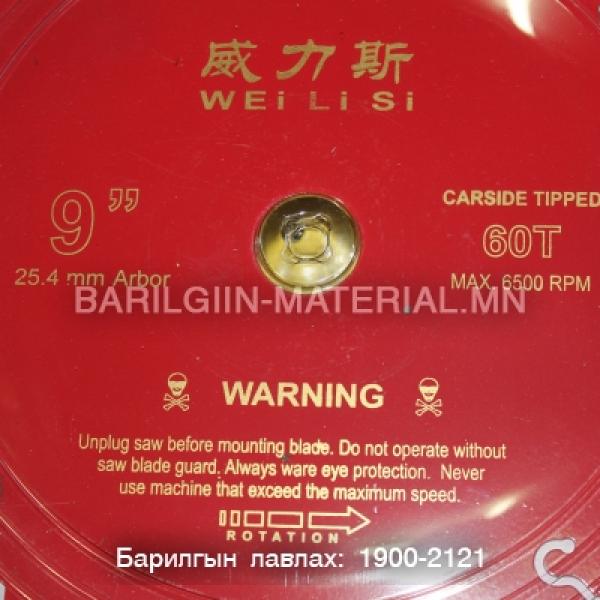 威力斯
WEi Li Si
9”
25.4 mm Arbor
CARSIDE TIPPED
60T
MAX. 6500 RPM
BARILGIIN-MATERIAL.MN
WARNING
Unplug saw before mounting blade. Do not operate without
saw blade guard. Always ware eye protection. Never
use machine that exceed the maximum speed.
ROTATION
Барилгын лавлах: 1900-2121